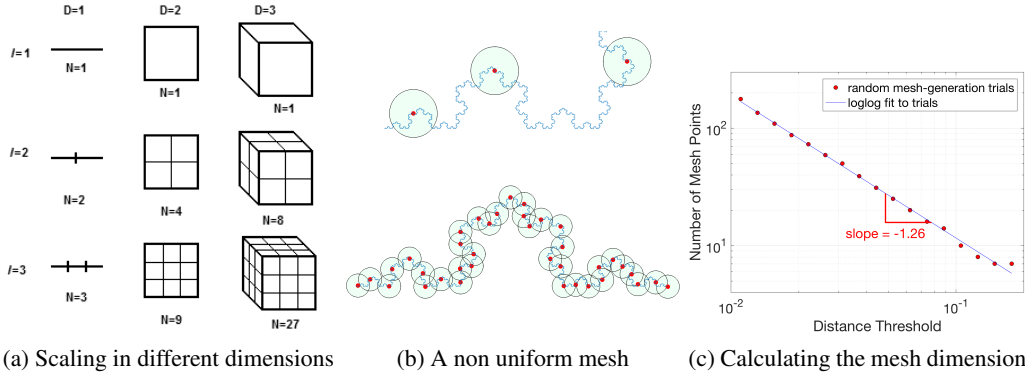 D=1 D=2 D=3
l=1
N=1
N=1
N=1
l=2
N=2
N=4
N=8
l=3
N=3
N=9
N=27
(a) Scaling in different dimensions
(b) A non uniform mesh
random mesh-generation trials
loglog fit to trials
Number of Mesh Points
10²
10¹
slope = -1.26
10⁻² 10⁻¹
Distance Threshold
(c) Calculating the mesh dimension